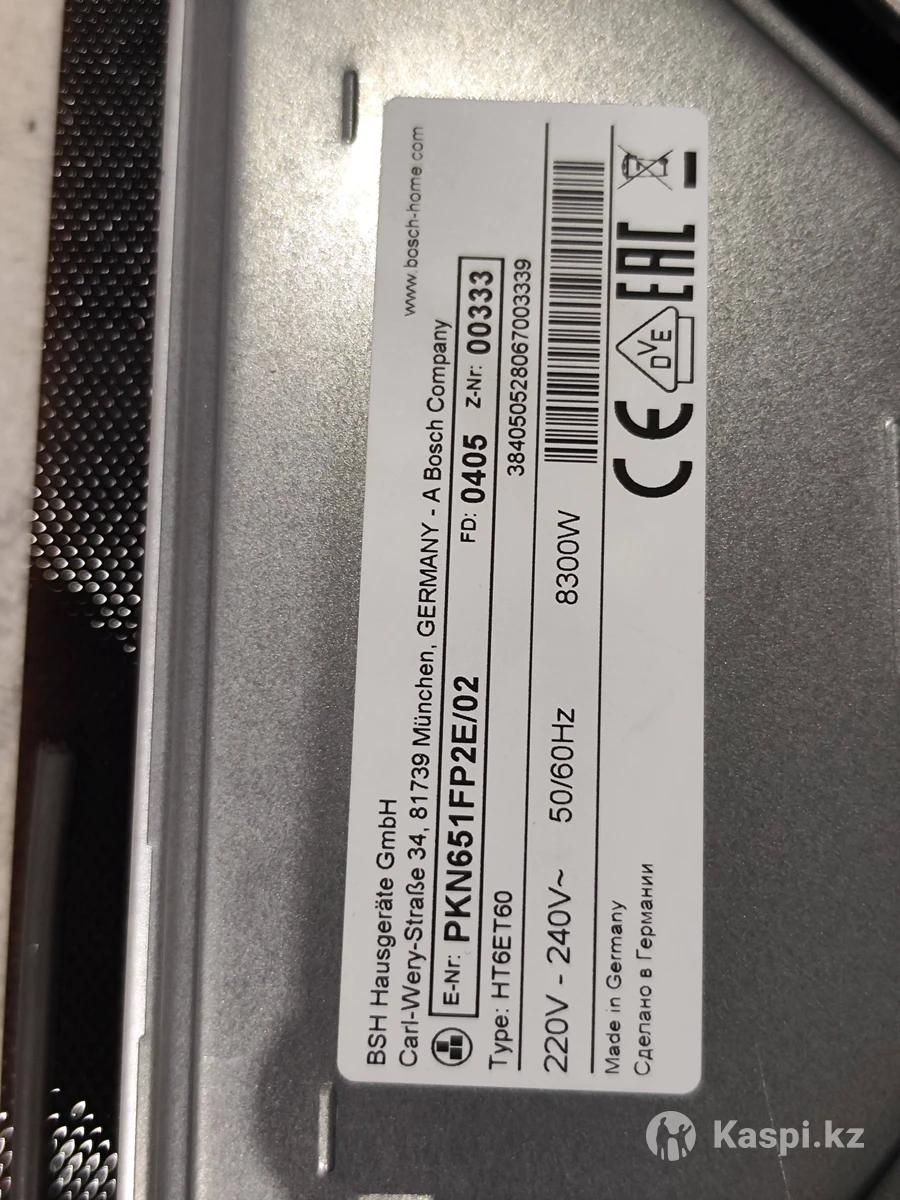 BSH Hausgeräte GmbH
www.bosch-home.com
Carl-Wery-Straße 34, 81739 München, GERMANY - A Bosch Company
E-Nr: PKN651FP2E/02 FD: 0405 Z-Nr: 00333
Type: HT6ET60
384050528067003339
220V - 240V~ 50/60Hz 8300W
Made in Germany
Сделано в Германии
CE
DVE
EAC
Kaspi.kz